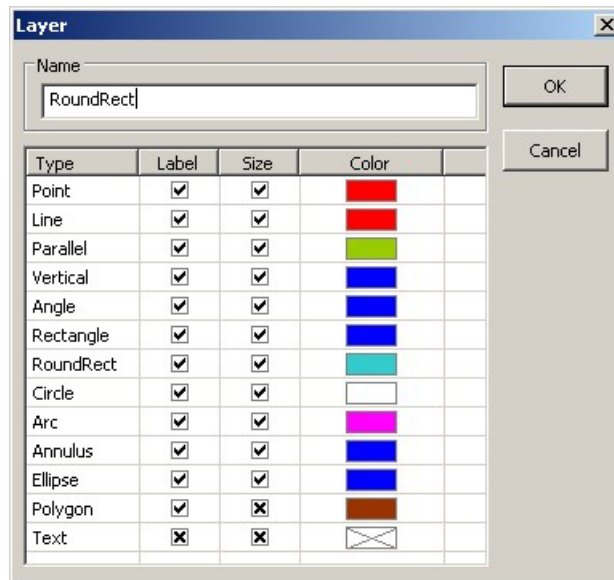 Layer
Name
RoundRect
OK
Cancel
Type Label Size Color
Point
Line
Parallel
Vertical
Angle
Rectangle
RoundRect
Circle
Arc
Annulus
Ellipse
Polygon
Text